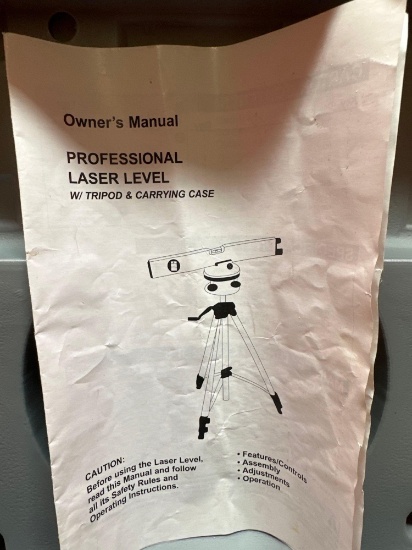 Owner's Manual
PROFESSIONAL
LASER LEVEL
W/ TRIPOD & CARRYING CASE
CAUTION:
Before using the Laser Level,
read this Manual and follow
all its Safety Rules and
Operating Instructions.
• Features/Controls
• Assembly
• Adjustments
• Operation